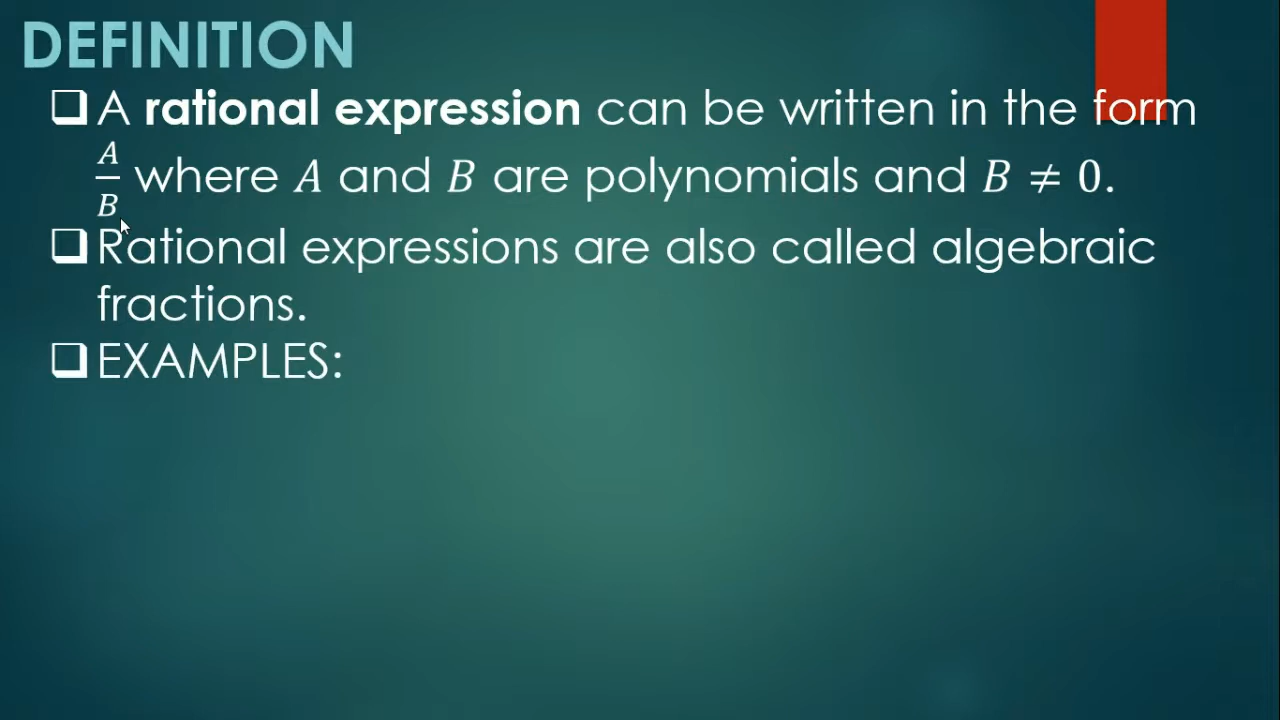 DEFINITION
❑A rational expression can be written in the form
A/B where A and B are polynomials and B ≠ 0.
❑Rational expressions are also called algebraic
fractions.
❑EXAMPLES: